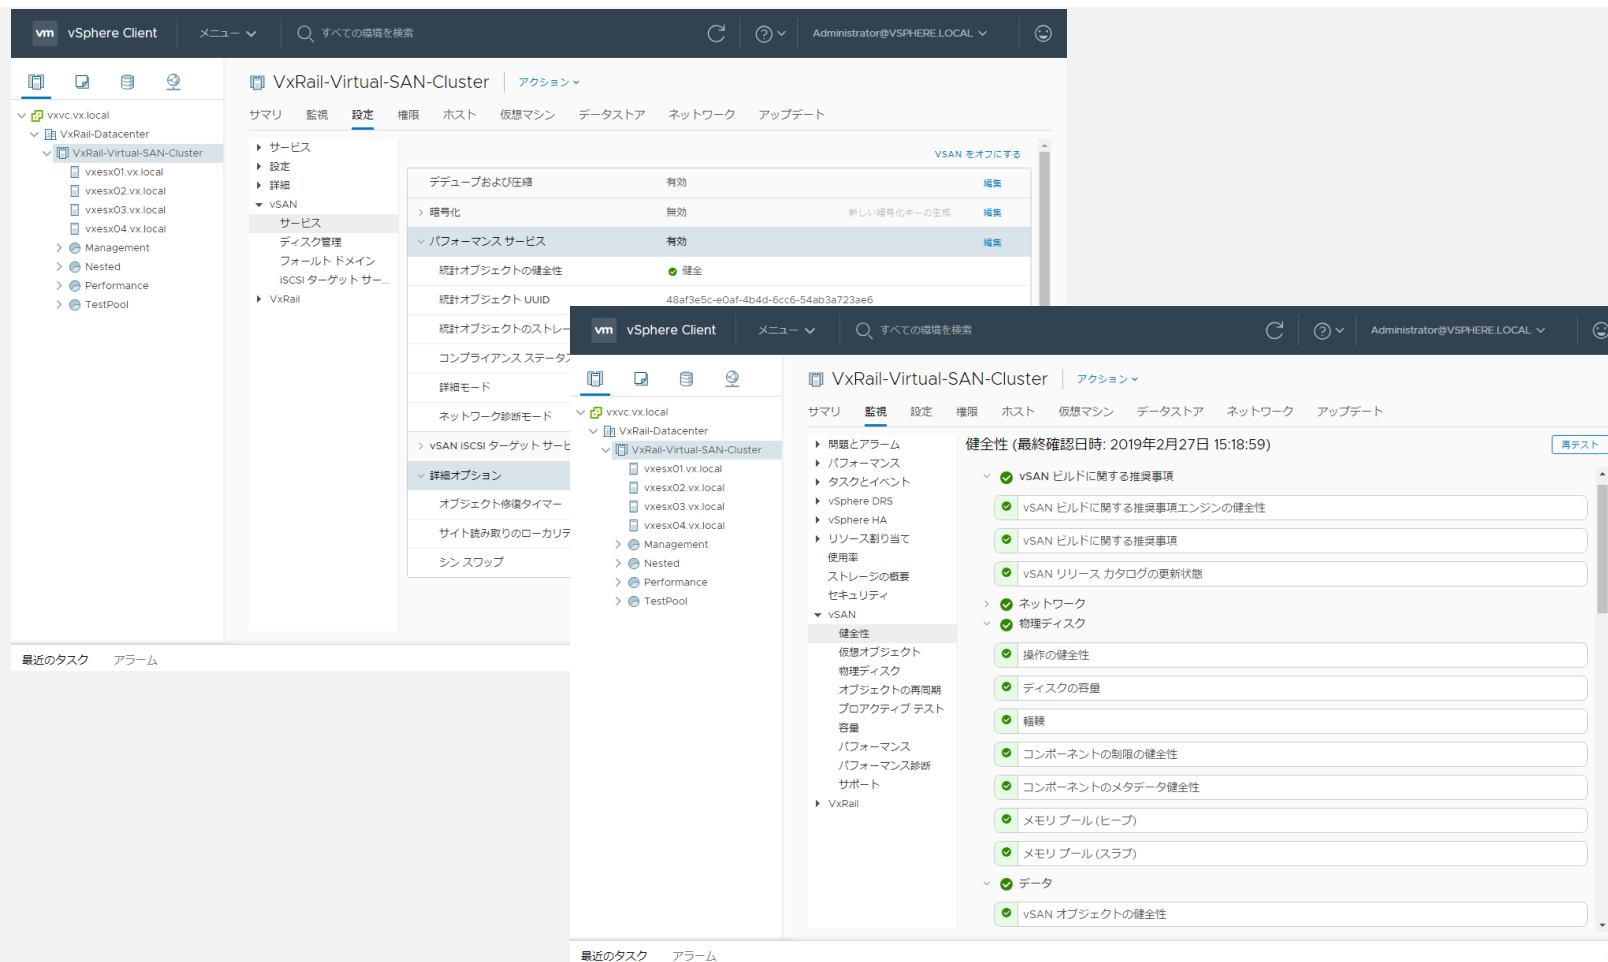 vm vSphere Client メニュー すべての環境を検索 Administrator@VSPHERE.LOCAL
VxRail-Virtual-SAN-Cluster アクション
サマリ 監視 設定 権限 ホスト 仮想マシン データストア ネットワーク アップデート
vxvc.vx.local
VxRail-Datacenter
VxRail-Virtual-SAN-Cluster
vxesx01.vx.local
vxesx02.vx.local
vxesx03.vx.local
vxesx04.vx.local
Management
Nested
Performance
TestPool
サービス
設定
詳細
vSAN
サービス
ディスク管理
フォールト ドメイン
iSCSI ターゲット サー...
VxRail
VSAN をオフにする
デデュープおよび圧縮 有効 編集
暗号化 無効 新しい暗号化キーの生成 編集
パフォーマンス サービス 有効 編集
統計オブジェクトの健全性 健全
統計オブジェクト UUID 48af3e5c-e0af-4b4d-6cc6-54ab3a723ae6
統計オブジェクトのストレー
コンプライアンス ステータス
詳細モード
ネットワーク診断モード
vSAN iSCSI ターゲット サービ
詳細オプション
オブジェクト修復タイマー
サイト読み取りのローカリテ
シン スワップ
最近のタスク アラーム
vm vSphere Client メニュー すべての環境を検索 Administrator@VSPHERE.LOCAL
VxRail-Virtual-SAN-Cluster アクション
サマリ 監視 設定 権限 ホスト 仮想マシン データストア ネットワーク アップデート
vxvc.vx.local
VxRail-Datacenter
VxRail-Virtual-SAN-Cluster
vxesx01.vx.local
vxesx02.vx.local
vxesx03.vx.local
vxesx04.vx.local
Management
Nested
Performance
TestPool
問題とアラーム
パフォーマンス
タスクとイベント
vSphere DRS
vSphere HA
リソース割り当て
使用率
ストレージの概要
セキュリティ
vSAN
健全性
仮想オブジェクト
物理ディスク
オブジェクトの再同期
プロアクティブ テスト
容量
パフォーマンス
パフォーマンス診断
サポート
VxRail
健全性 (最終確認日時: 2019年2月27日 15:18:59) 再テスト
vSAN ビルドに関する推奨事項
vSAN ビルドに関する推奨事項エンジンの健全性
vSAN ビルドに関する推奨事項
vSAN リリース カタログの更新状態
ネットワーク
物理ディスク
操作の健全性
ディスクの容量
輻輳
コンポーネントの制限の健全性
コンポーネントのメタデータ健全性
メモリ プール (ヒープ)
メモリ プール (スラブ)
データ
vSAN オブジェクトの健全性
最近のタスク アラーム